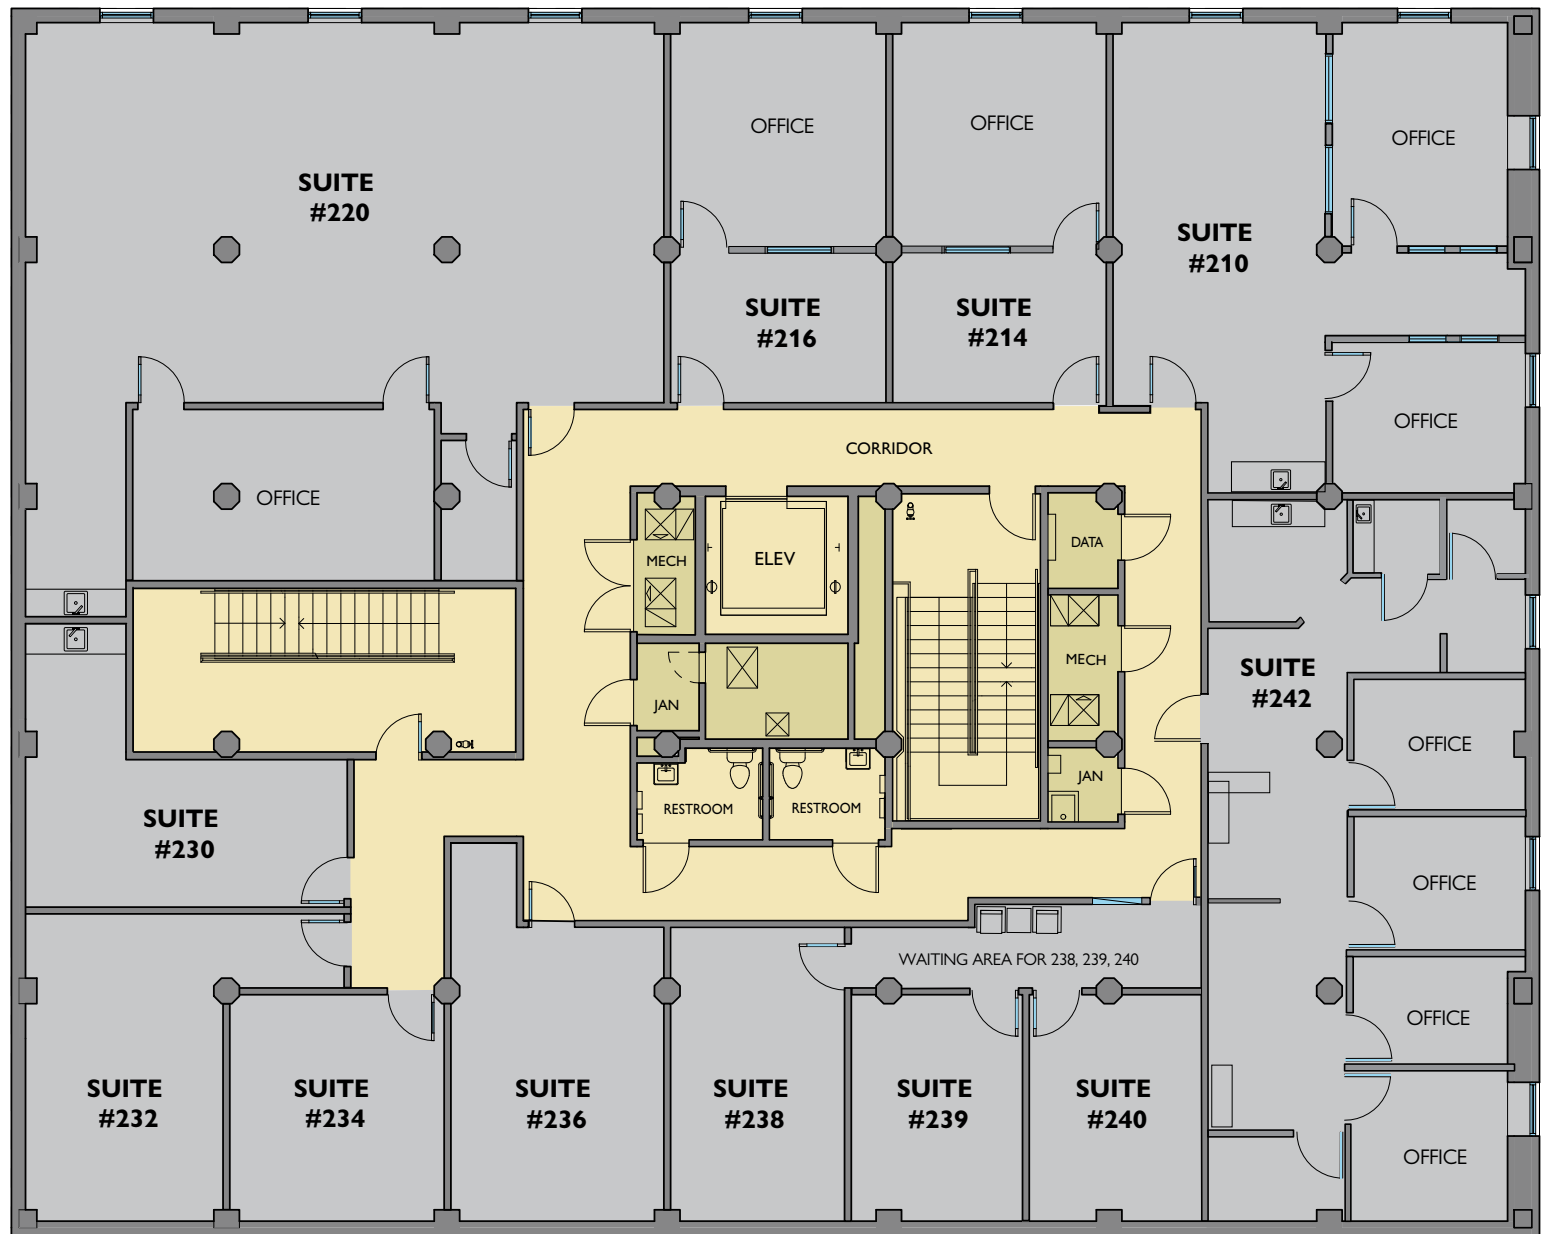 OFFICE
OFFICE
OFFICE
SUITE
#220
SUITE
#210
SUITE
#216
SUITE
#214
OFFICE
CORRIDOR
OFFICE
DATA
MECH
ELEV
MECH
SUITE
#242
JAN
OFFICE
JAN
RESTROOM
RESTROOM
SUITE
#230
OFFICE
WAITING AREA FOR 238, 239, 240
OFFICE
SUITE
#232
SUITE
#234
SUITE
#236
SUITE
#238
SUITE
#239
SUITE
#240
OFFICE